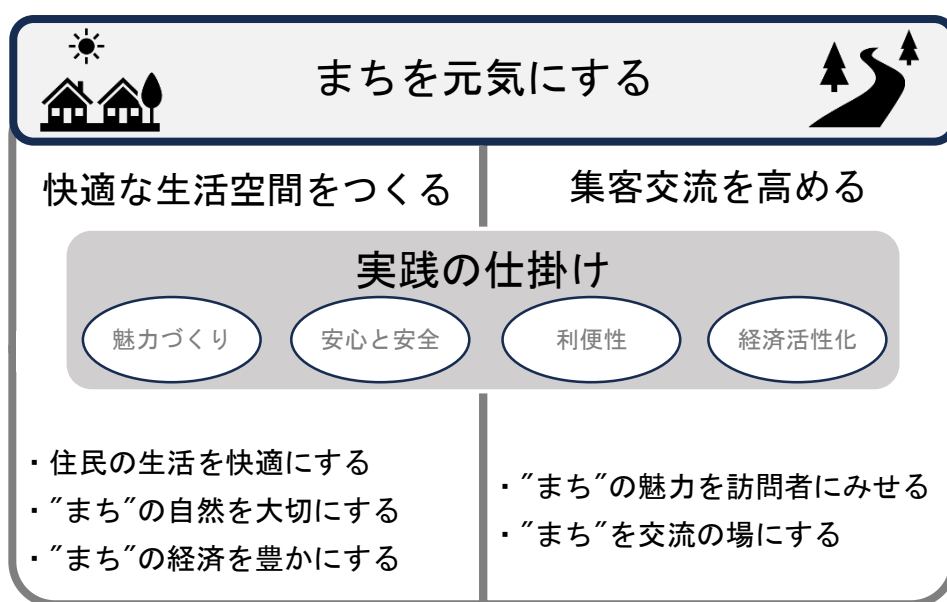 まちを元気にする
快適な生活空間をつくる
集客交流を高める
実践の仕掛け
魅力づくり
安心と安全
利便性
経済活性化
・住民の生活を快適にする
・″まち″の自然を大切にする
・″まち″の経済を豊かにする
・″まち″の魅力を訪問者にみせる
・″まち″を交流の場にする